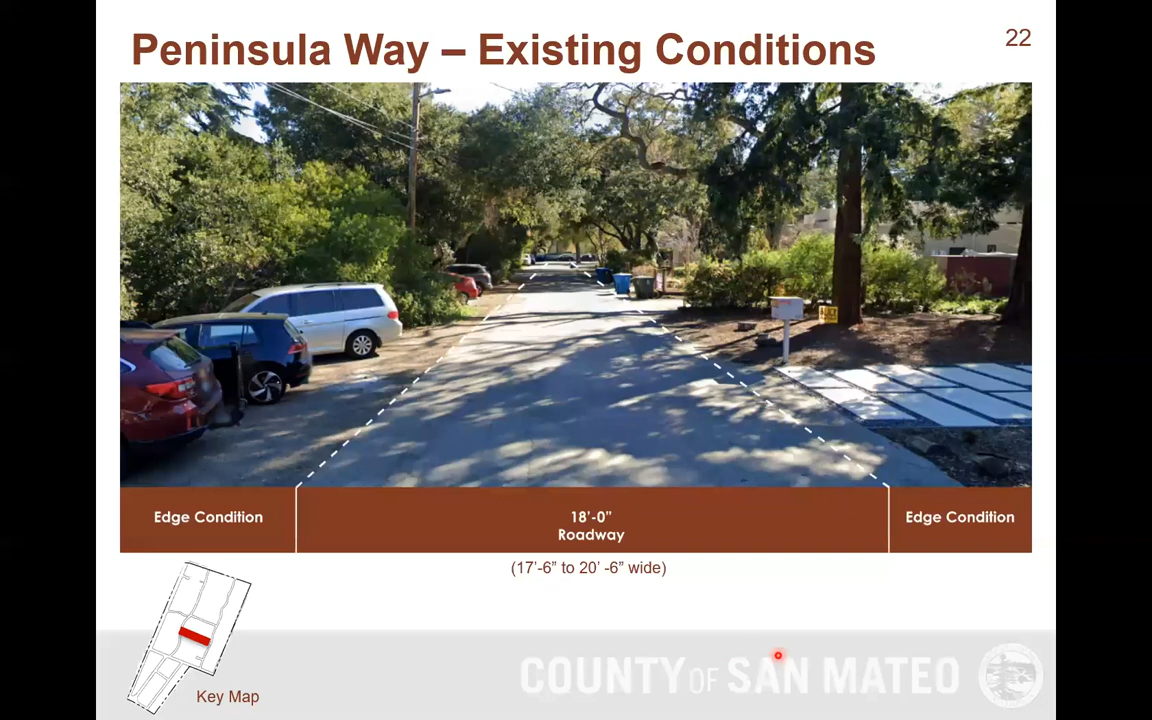 Peninsula Way – Existing Conditions
22
Edge Condition
18’-0”
Roadway
Edge Condition
(17’-6” to 20’ -6” wide)
Key Map
COUNTY OF SAN MATEO